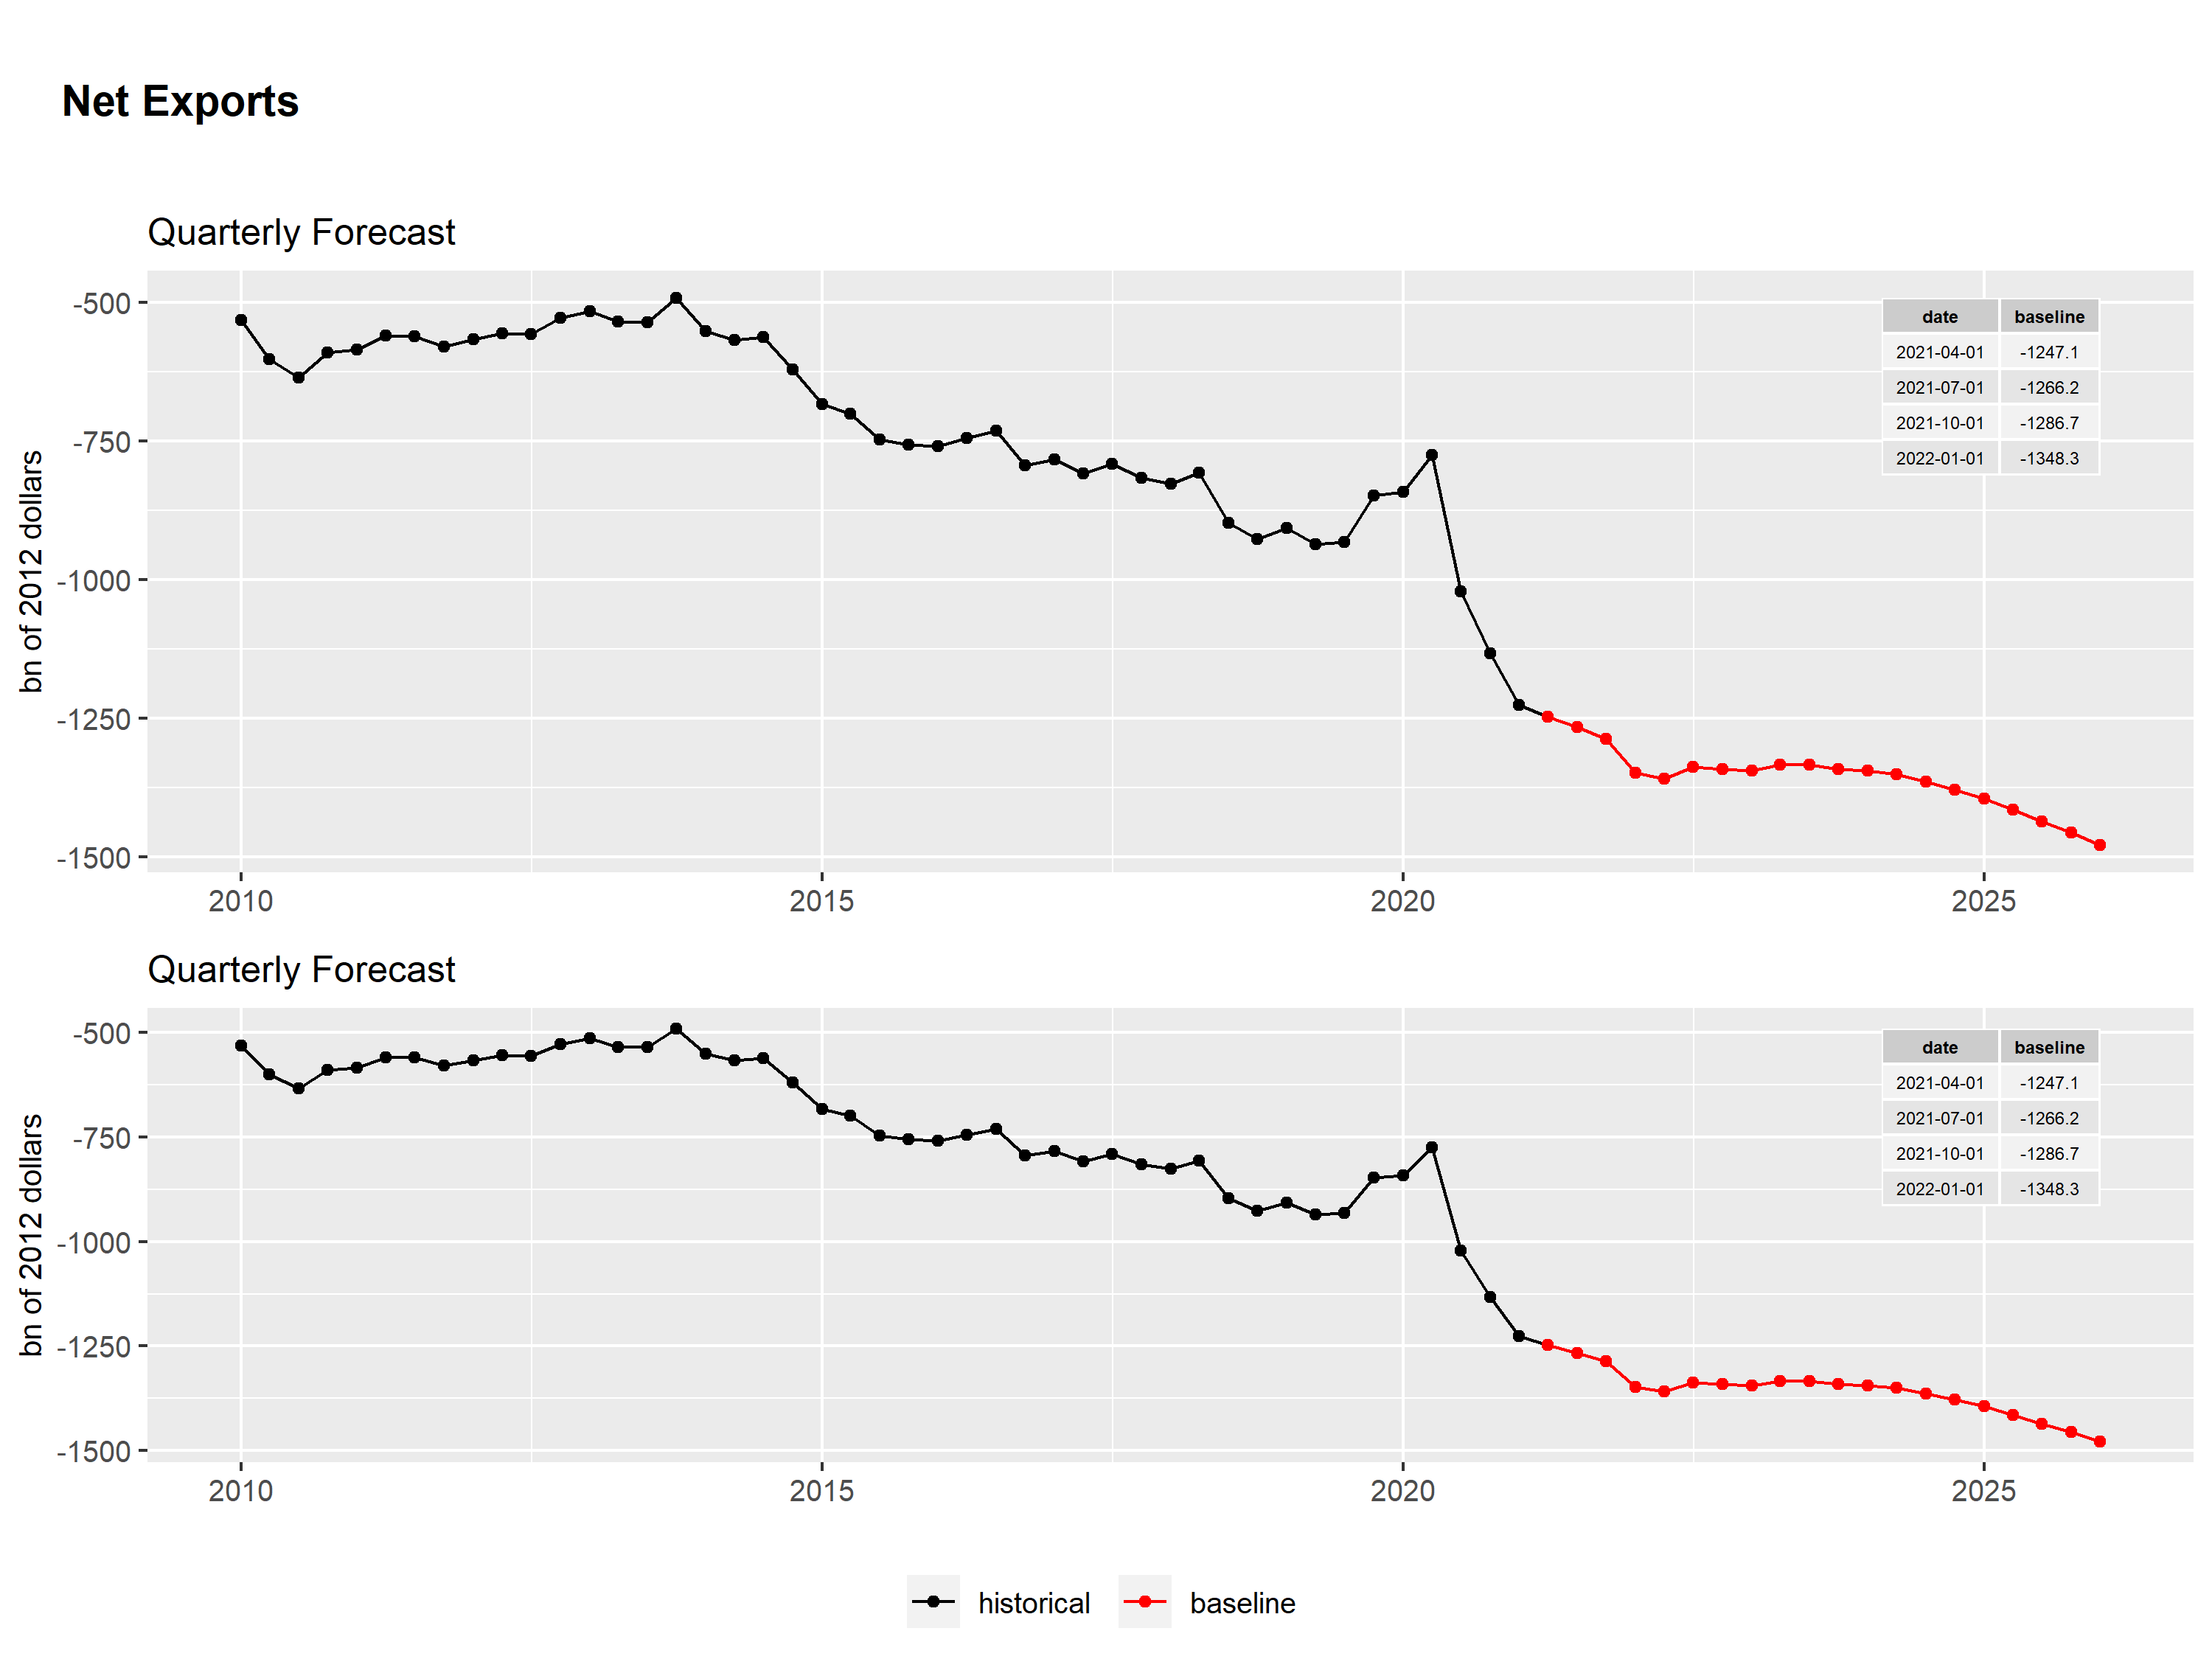 Net Exports
Quarterly Forecast
bn of 2012 dollars
-500
-750
-1000
-1250
-1500
date baseline
2021-04-01 -1247.1
2021-07-01 -1266.2
2021-10-01 -1286.7
2022-01-01 -1348.3
2010 2015 2020 2025
Quarterly Forecast
bn of 2012 dollars
-500
-750
-1000
-1250
-1500
date baseline
2021-04-01 -1247.1
2021-07-01 -1266.2
2021-10-01 -1286.7
2022-01-01 -1348.3
2010 2015 2020 2025
historical baseline